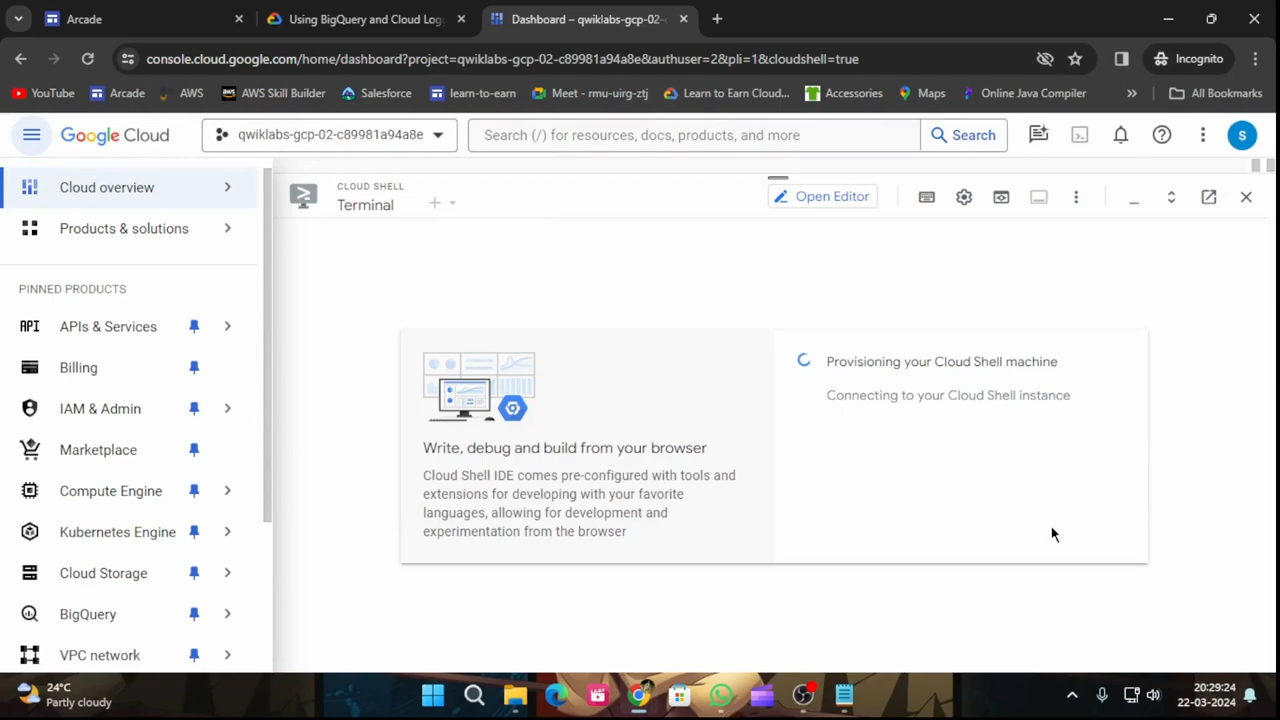 Arcade
Using BigQuery and Cloud Log
Dashboard – qwiklabs-gcp-02-
console.cloud.google.com/home/dashboard?project=qwiklabs-gcp-02-c89981a94a8e&authuser=2&pli=1&cloudshell=true
Incognito
YouTube
Arcade
AWS
AWS Skill Builder
Salesforce
learn-to-earn
Meet - rmu-uirg-ztj
Learn to Earn Cloud...
Accessories
Maps
Online Java Compiler
All Bookmarks
Google Cloud
qwiklabs-gcp-02-c89981a94a8e
Search (/) for resources, docs, products, and more
Search
S
Cloud overview
Products & solutions
PINNED PRODUCTS
API
APIs & Services
Billing
IAM & Admin
Marketplace
Compute Engine
Kubernetes Engine
Cloud Storage
BigQuery
VPC network
CLOUD SHELL
Terminal
Open Editor
Write, debug and build from your browser
Cloud Shell IDE comes pre-configured with tools and
extensions for developing with your favorite
languages, allowing for development and
experimentation from the browser
Provisioning your Cloud Shell machine
Connecting to your Cloud Shell instance
24°C
Partly cloudy
20:29:24
22-03-2024